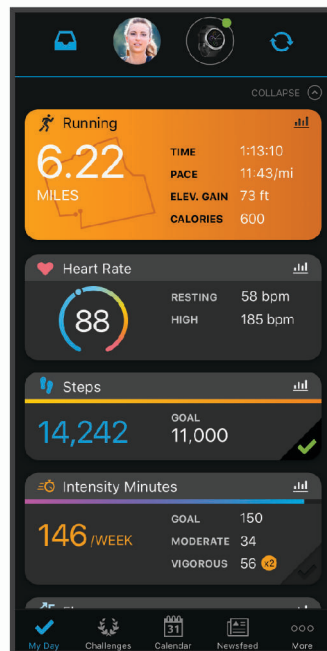 COLLAPSE
Running
6.22
MILES
TIME 1:13:10
PACE 11:43/mi
ELEV. GAIN 73 ft
CALORIES 600
Heart Rate
88
RESTING 58 bpm
HIGH 185 bpm
Steps
14,242
GOAL
11,000
Intensity Minutes
146 /WEEK
GOAL 150
MODERATE 34
VIGOROUS 56 x2
31
My Day Challenges Calendar Newsfeed More